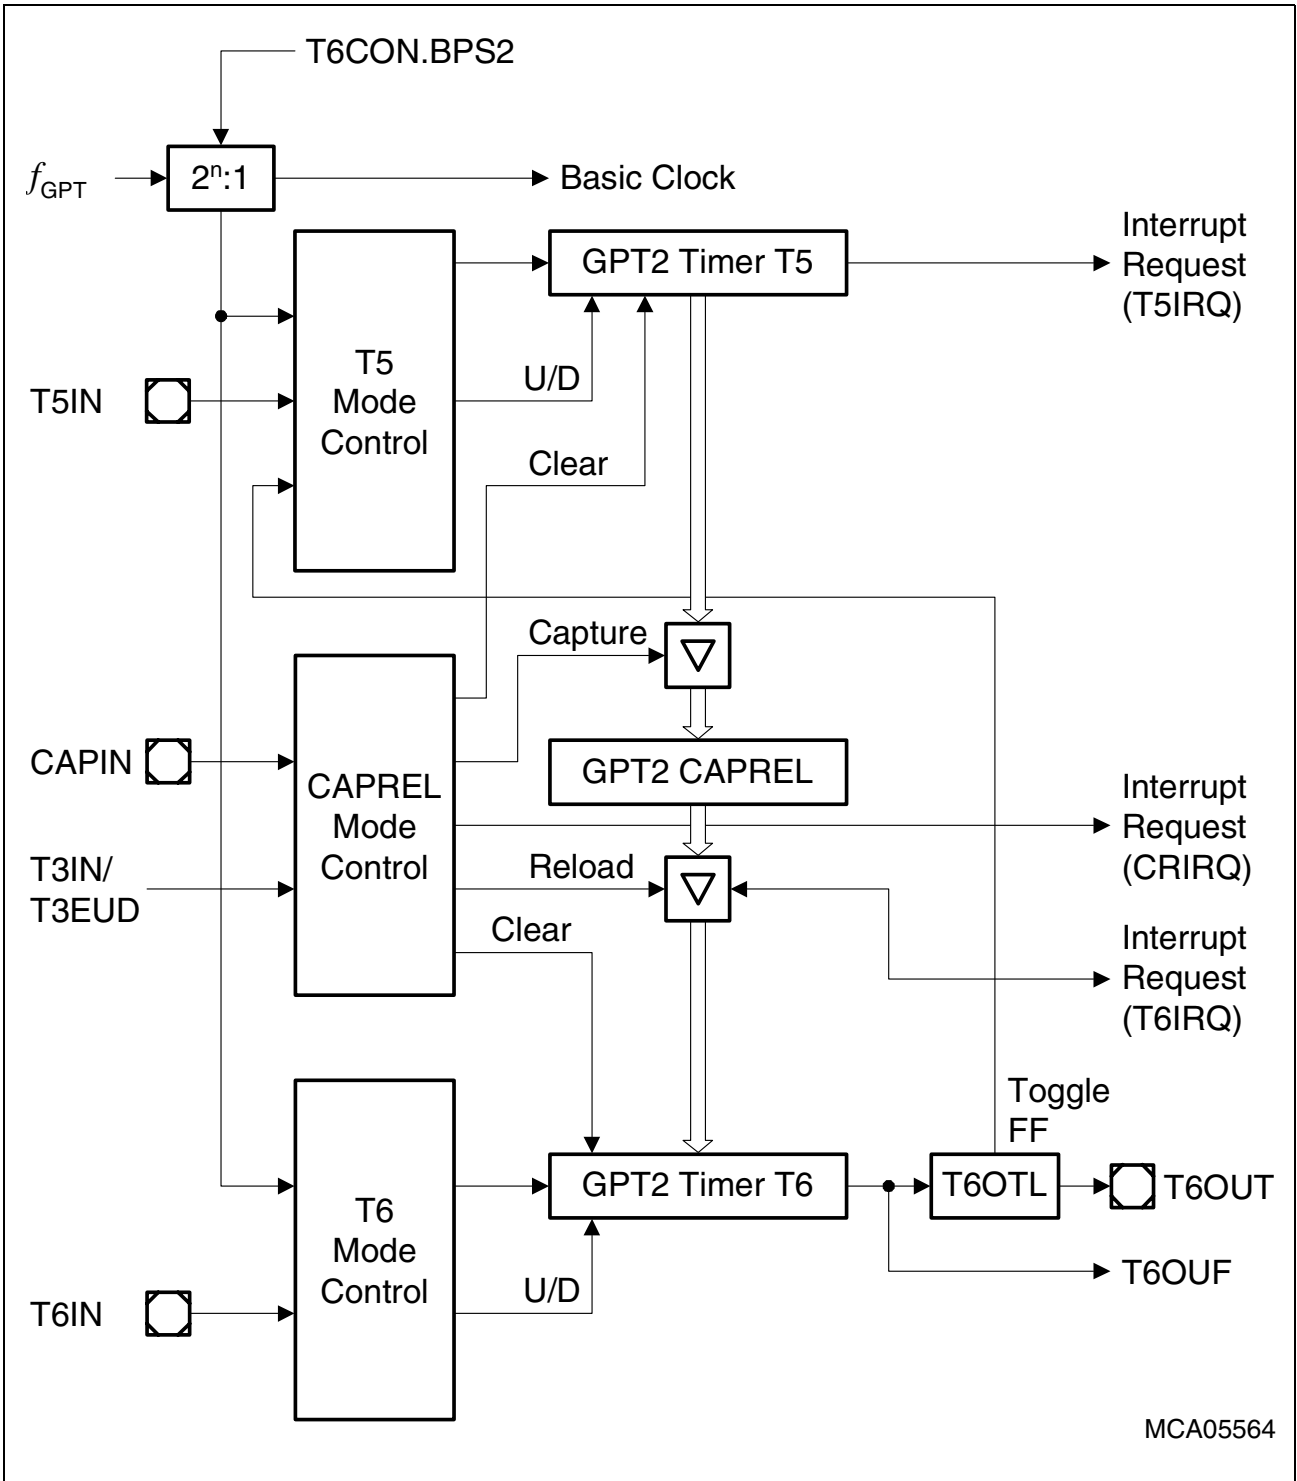 T6CON.BPS2
fGPT
2ⁿ:1
Basic Clock
Interrupt
Request
(T5IRQ)
GPT2 Timer T5
T5
Mode
Control
T5IN
U/D
Clear
Capture
CAPREL
Mode
Control
CAPIN
GPT2 CAPREL
Interrupt
Request
(CRIRQ)
T3IN/
T3EUD
Reload
Clear
Interrupt
Request
(T6IRQ)
Toggle
FF
GPT2 Timer T6
T6OTL
T6OUT
T6
Mode
Control
U/D
T6OUF
T6IN
MCA05564